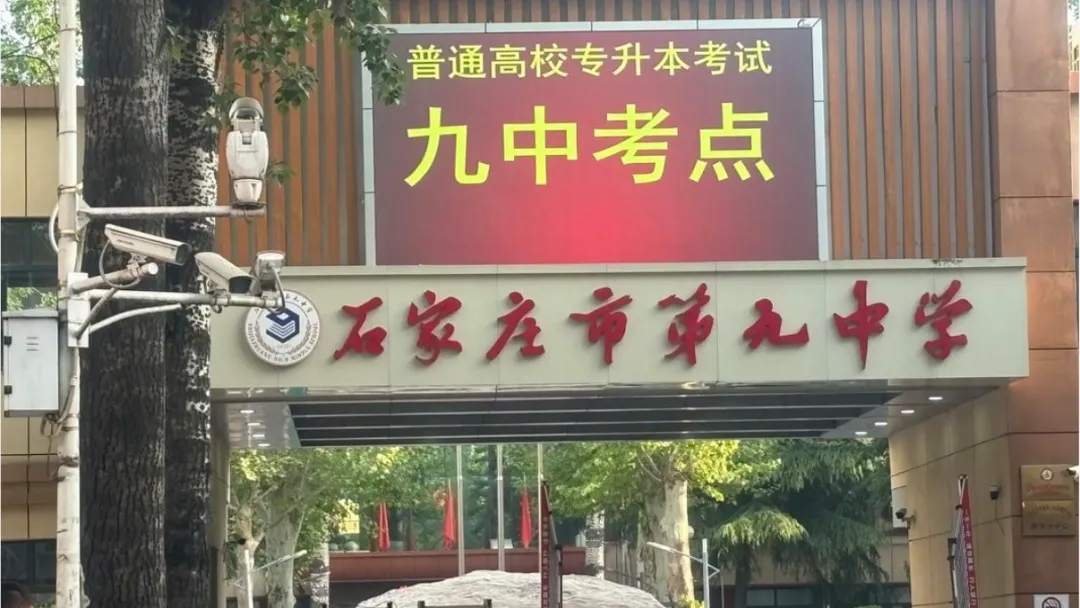 普通高校专升本考试
九中考点
石家庄市第九中学